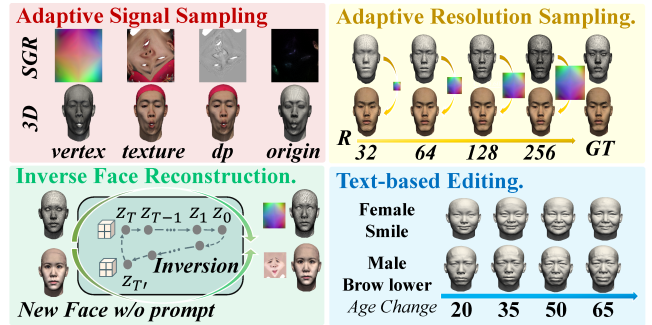 Adaptive Signal Sampling
SGR
3D
vertex texture dp origin
Adaptive Resolution Sampling.
R
32 64 128 256 GT
Inverse Face Reconstruction.
z_T z_{T-1} z_1 z_0
Inversion
z_{T'}
New Face w/o prompt
Text-based Editing.
Female
Smile
Male
Brow lower
Age Change 20 35 50 65